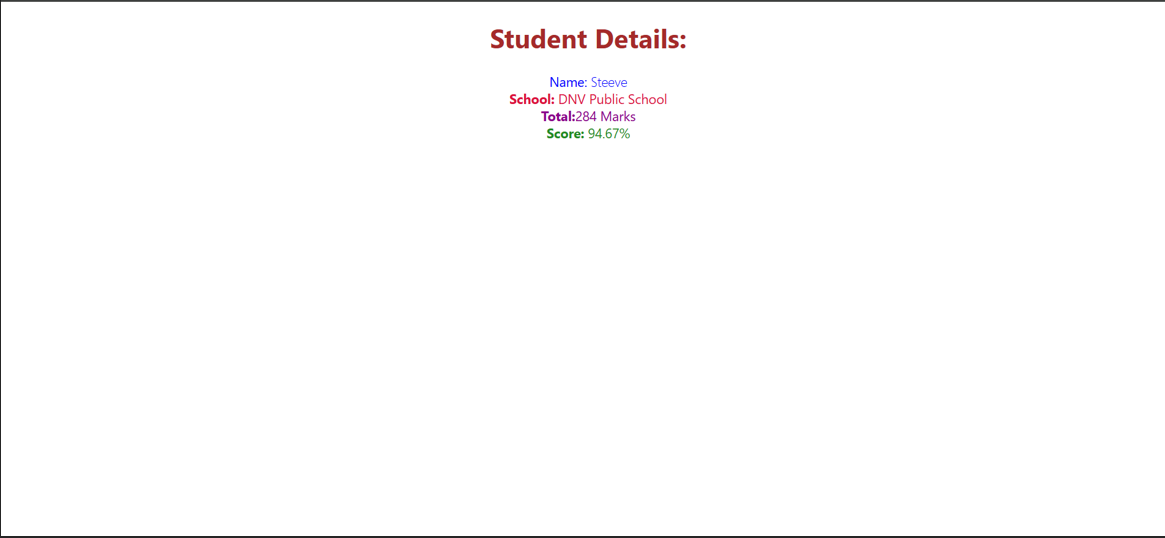 Student Details:
Name: Steeve
School: DNV Public School
Total:284 Marks
Score: 94.67%